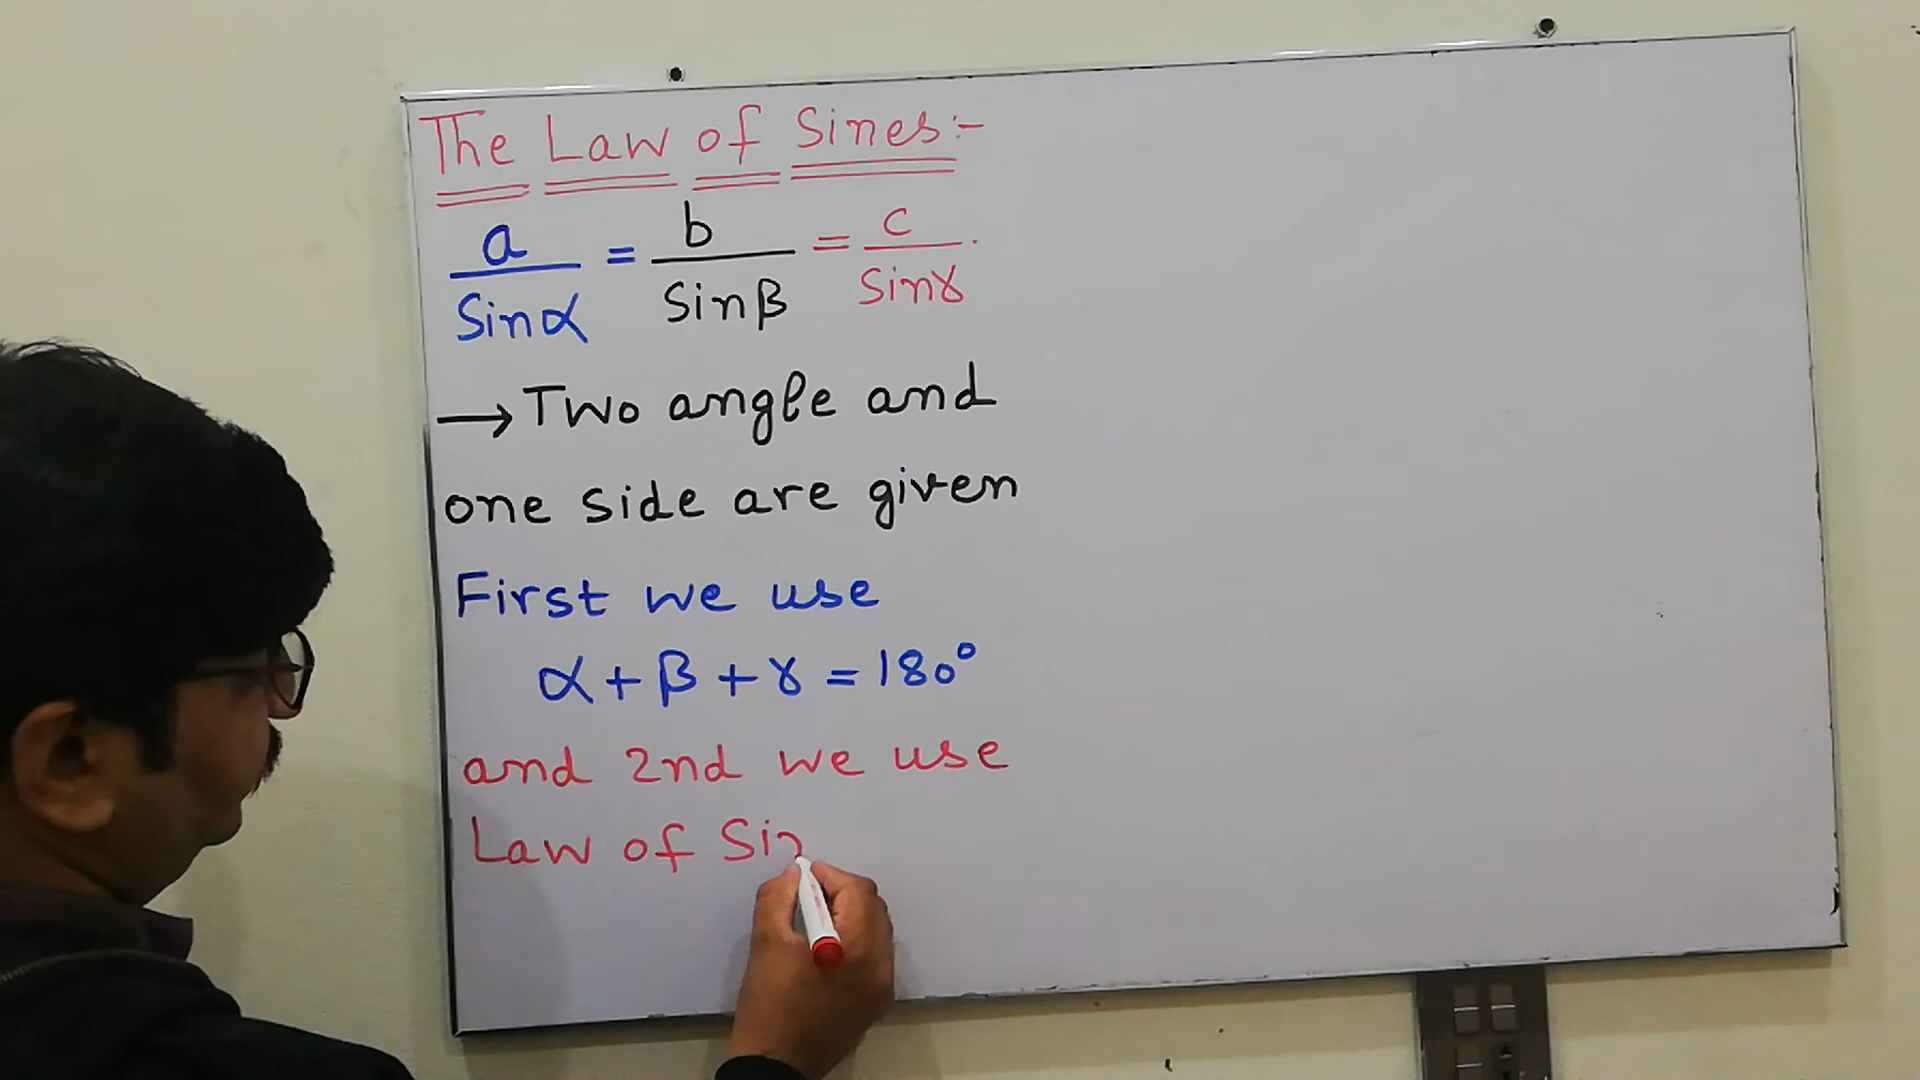 The Law of Sines:-
a/Sinα = b/Sinβ = c/Sinγ.
→ Two angle and
one side are given
First we use
α + β + γ = 180°
and 2nd we use
Law of Sin